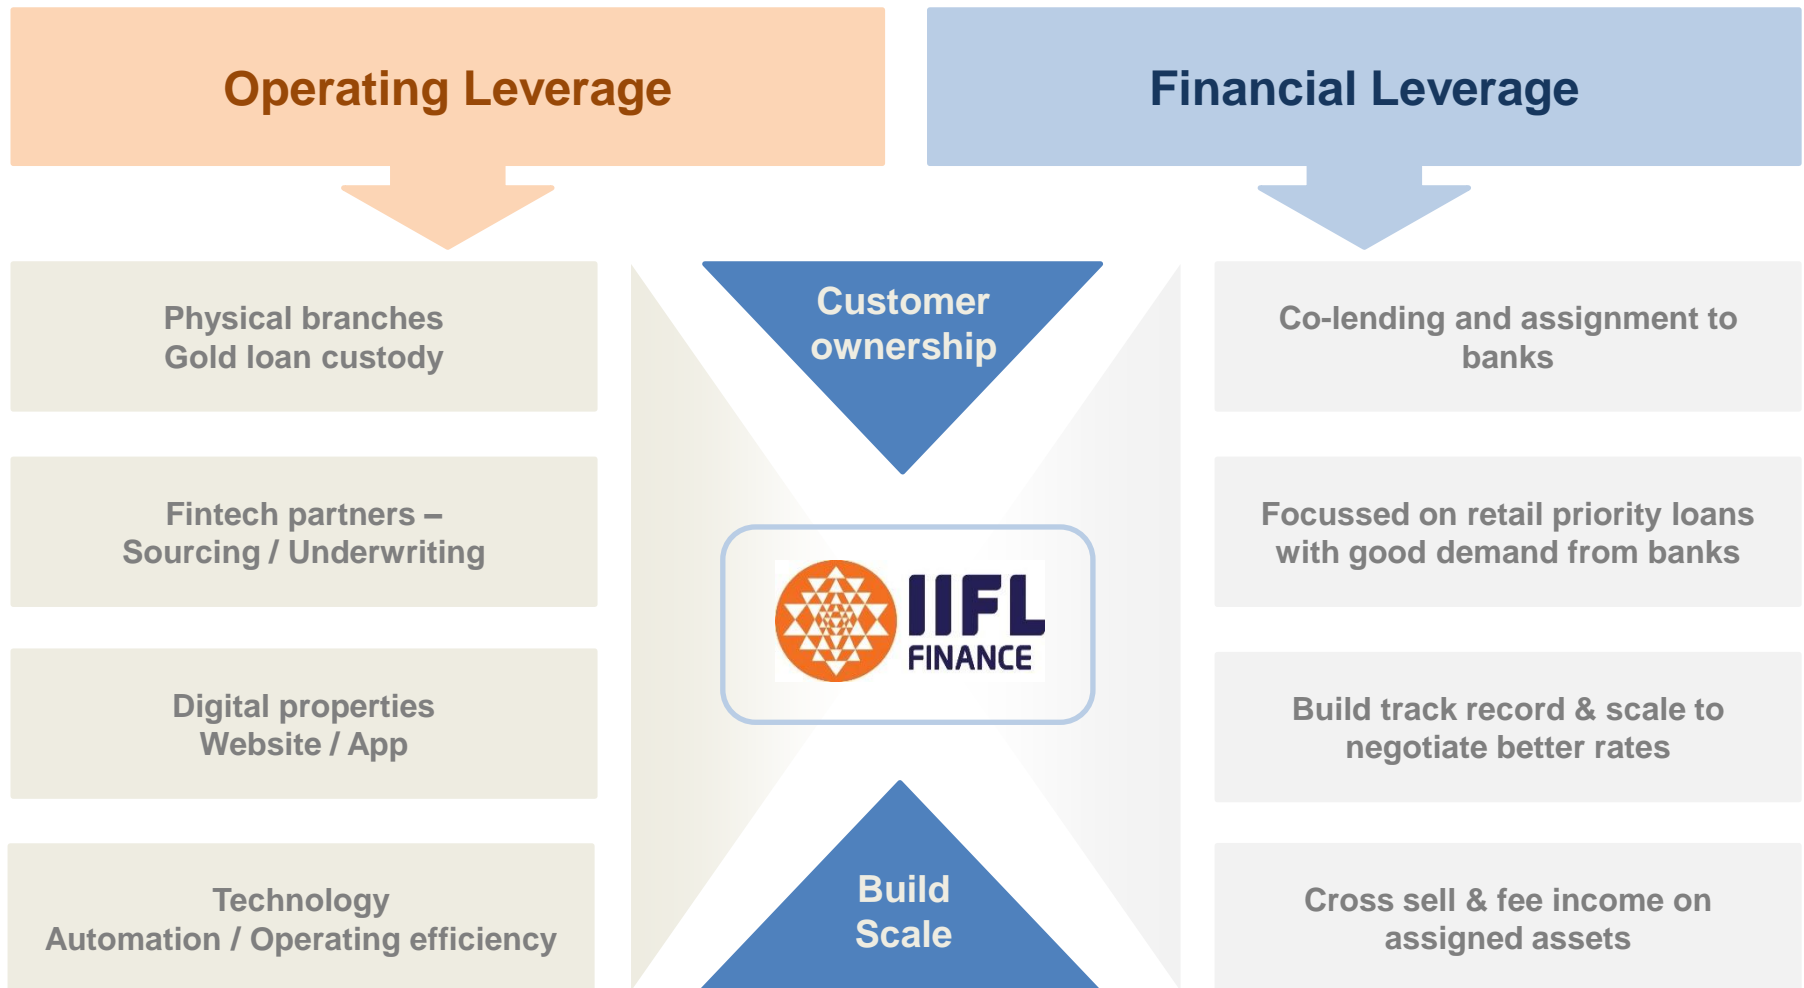 Operating Leverage
Financial Leverage
Physical branches
Gold loan custody
Fintech partners –
Sourcing / Underwriting
Digital properties
Website / App
Technology
Automation / Operating efficiency
Customer
ownership
IIFL
FINANCE
Build
Scale
Co-lending and assignment to
banks
Focussed on retail priority loans
with good demand from banks
Build track record & scale to
negotiate better rates
Cross sell & fee income on
assigned assets